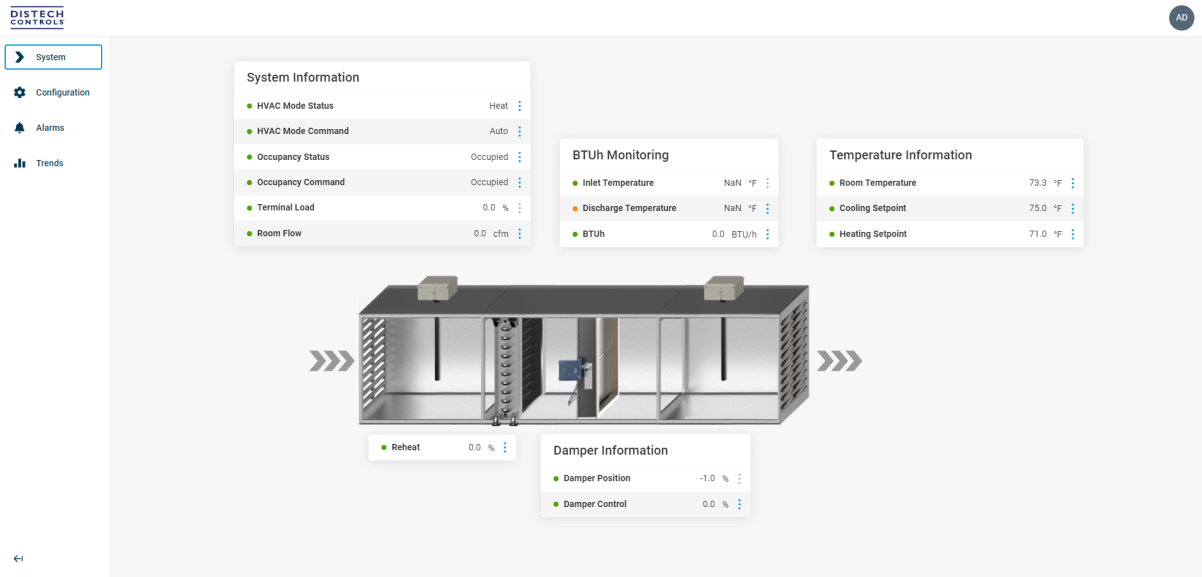 DISTECH
CONTROLS
AD
System
Configuration
Alarms
Trends
System Information
HVAC Mode Status Heat
HVAC Mode Command Auto
Occupancy Status Occupied
Occupancy Command Occupied
Terminal Load 0.0 %
Room Flow 0.0 cfm
BTUh Monitoring
Inlet Temperature NaN °F
Discharge Temperature NaN °F
BTUh 0.0 BTU/h
Temperature Information
Room Temperature 73.3 °F
Cooling Setpoint 75.0 °F
Heating Setpoint 71.0 °F
Reheat 0.0 %
Damper Information
Damper Position -1.0 %
Damper Control 0.0 %